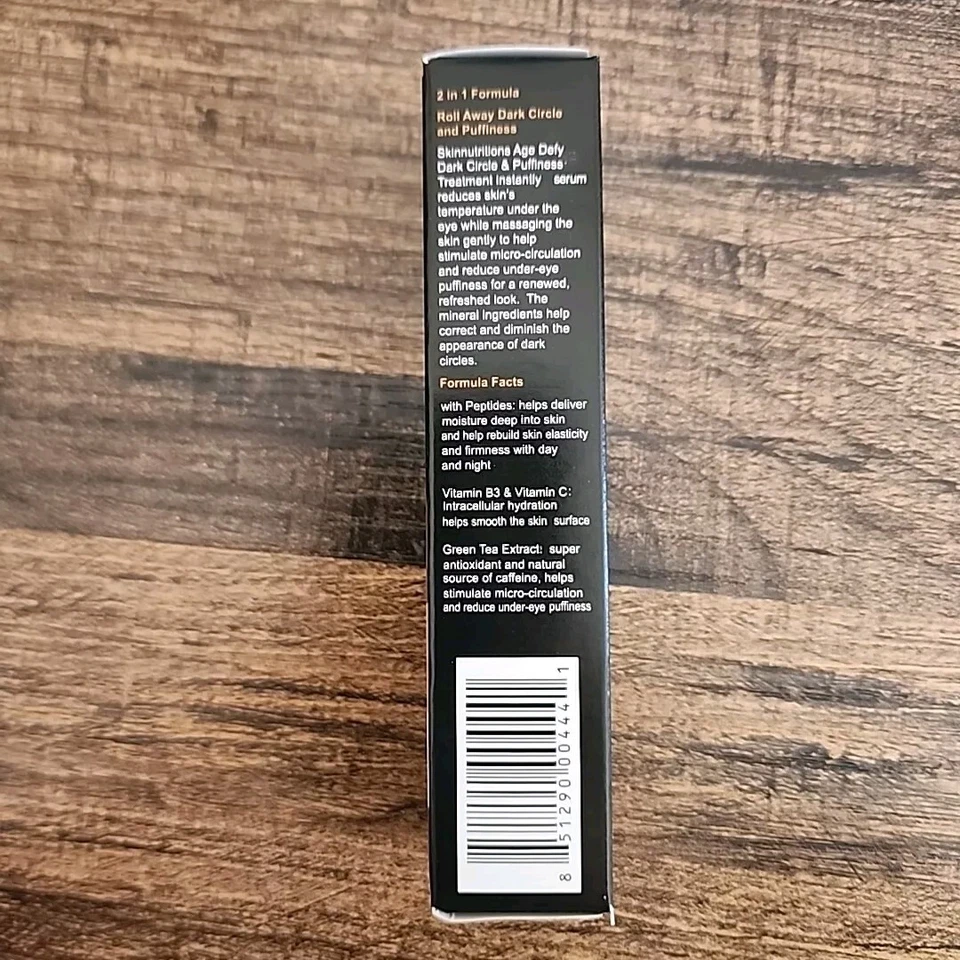 2 in 1 Formula
Roll Away Dark Circle
and Puffiness
Skinnutritions Age Defy
Dark Circle & Puffiness
Treatment instantly serum
reduces skin's
temperature under the
eye while massaging the
skin gently to help
stimulate micro-circulation
and reduce under-eye
puffiness for a renewed,
refreshed look. The
mineral ingredients help
correct and diminish the
appearance of dark
circles.
Formula Facts
with Peptides: helps deliver
moisture deep into skin
and help rebuild skin elasticity
and firmness with day
and night
Vitamin B3 & Vitamin C:
Intracellular hydration
helps smooth the skin surface
Green Tea Extract: super
antioxidant and natural
source of caffeine, helps
stimulate micro-circulation
and reduce under-eye puffiness
8 51290 00444 1